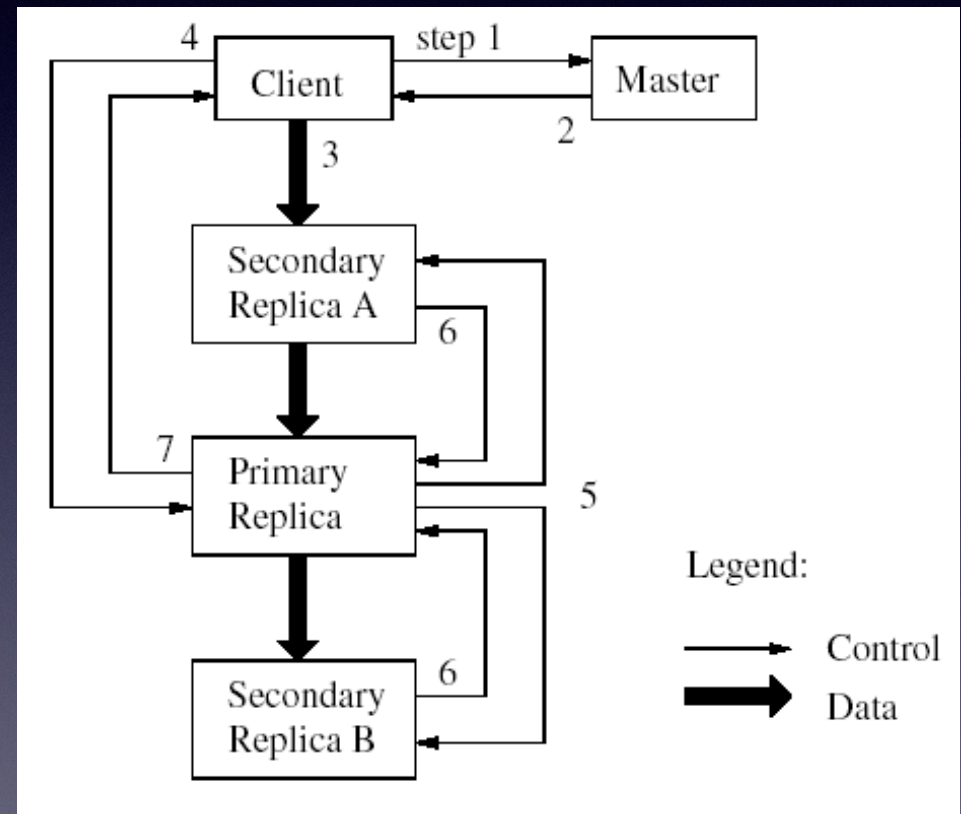 4
step 1
Client
Master
2
3
Secondary
Replica A
6
7
Primary
Replica
5
Legend:
Control
Secondary
Replica B
6
Data